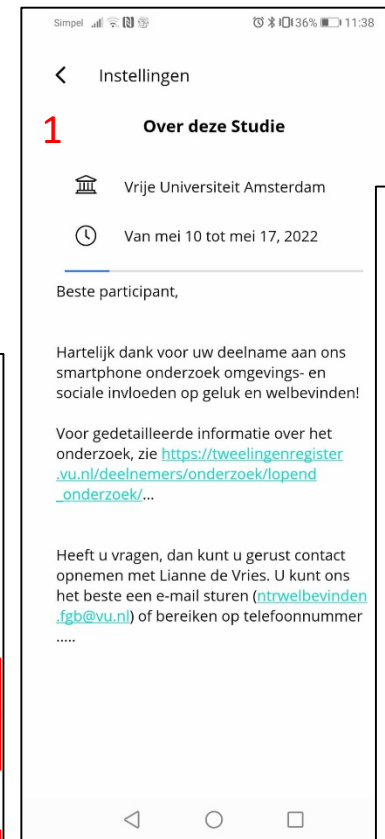 Simpel 36% 11:38
Instellingen
1 Over deze Studie
Vrije Universiteit Amsterdam
Van mei 10 tot mei 17, 2022
Beste participant,
Hartelijk dank voor uw deelname aan ons
smartphone onderzoek omgevings- en
sociale invloeden op geluk en welbevinden!
Voor gedetailleerde informatie over het
onderzoek, zie https://tweelingenregister
.vu.nl/deelnemers/onderzoek/lopend
_onderzoek/...
Heeft u vragen, dan kunt u gerust contact
opnemen met Lianne de Vries. U kunt ons
het beste een e-mail sturen (ntrwelbevinden
.fgb@vu.nl) of bereiken op telefoonnummer
.....